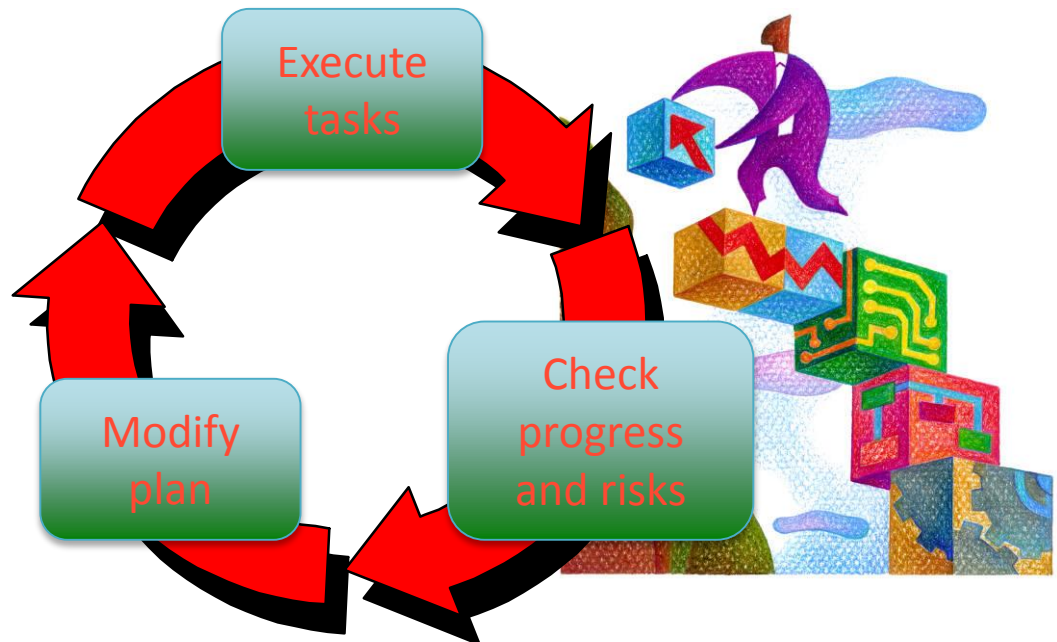 Execute
tasks
Check
progress
and risks
Modify
plan